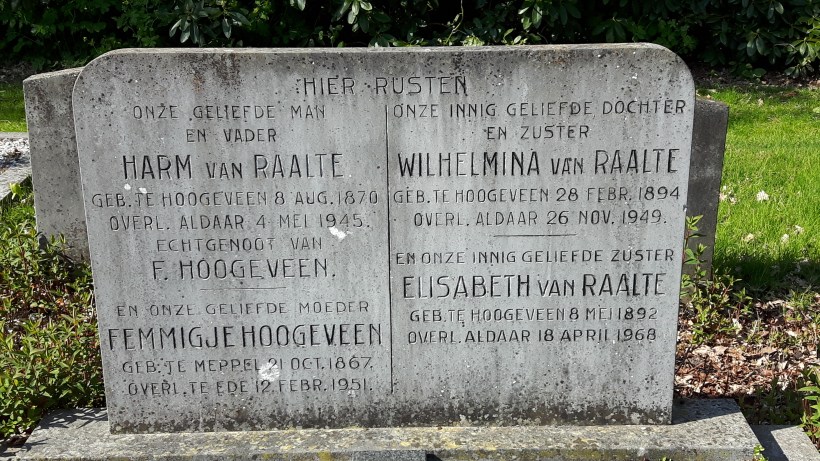 HIER RUSTEN
ONZE GELIEFDE MAN
EN VADER
HARM VAN RAALTE
GEB. TE HOOGEVEEN 8 AUG. 1870
OVERL. ALDAAR 4 MEI 1945.
ECHTGENOOT VAN
F. HOOGEVEEN.
EN ONZE GELIEFDE MOEDER
FEMMIGJE HOOGEVEEN
GEB. TE MEPPEL 21 OCT. 1867.
OVERL. TE EDE 12 FEBR. 1951.
ONZE INNIG GELIEFDE DOCHTER
EN ZUSTER
WILHELMINA VAN RAALTE
GEB. TE HOOGEVEEN 28 FEBR. 1894
OVERL. ALDAAR 26 NOV. 1949.
EN ONZE INNIG GELIEFDE ZUSTER
ELISABETH VAN RAALTE
GEB. TE HOOGEVEEN 8 MEI 1892
OVERL. ALDAAR 18 APRIL 1968